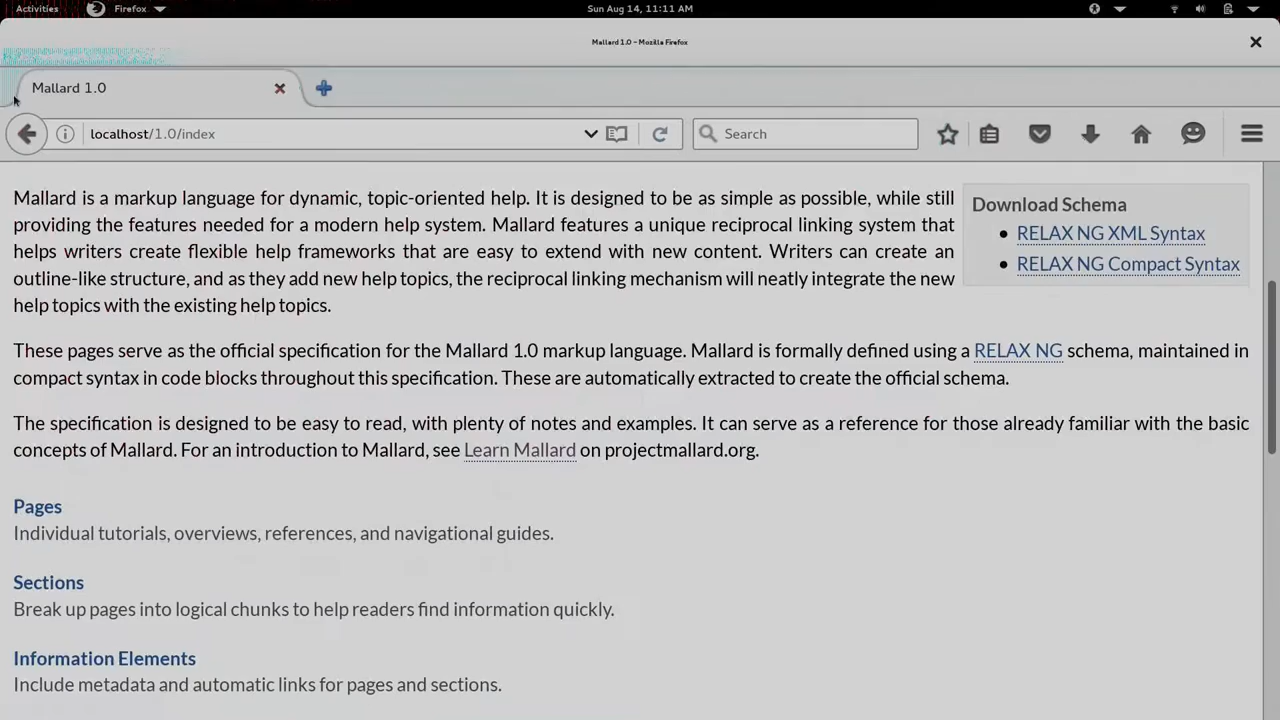 Activities Firefox Sun Aug 14, 11:11 AM
Mallard 1.0 - Mozilla Firefox
Mallard 1.0
localhost/1.0/index Search
Mallard is a markup language for dynamic, topic-oriented help. It is designed to be as simple as possible, while still
providing the features needed for a modern help system. Mallard features a unique reciprocal linking system that
helps writers create flexible help frameworks that are easy to extend with new content. Writers can create an
outline-like structure, and as they add new help topics, the reciprocal linking mechanism will neatly integrate the new
help topics with the existing help topics.
Download Schema
RELAX NG XML Syntax
RELAX NG Compact Syntax
These pages serve as the official specification for the Mallard 1.0 markup language. Mallard is formally defined using a RELAX NG schema, maintained in
compact syntax in code blocks throughout this specification. These are automatically extracted to create the official schema.
The specification is designed to be easy to read, with plenty of notes and examples. It can serve as a reference for those already familiar with the basic
concepts of Mallard. For an introduction to Mallard, see Learn Mallard on projectmallard.org.
Pages
Individual tutorials, overviews, references, and navigational guides.
Sections
Break up pages into logical chunks to help readers find information quickly.
Information Elements
Include metadata and automatic links for pages and sections.